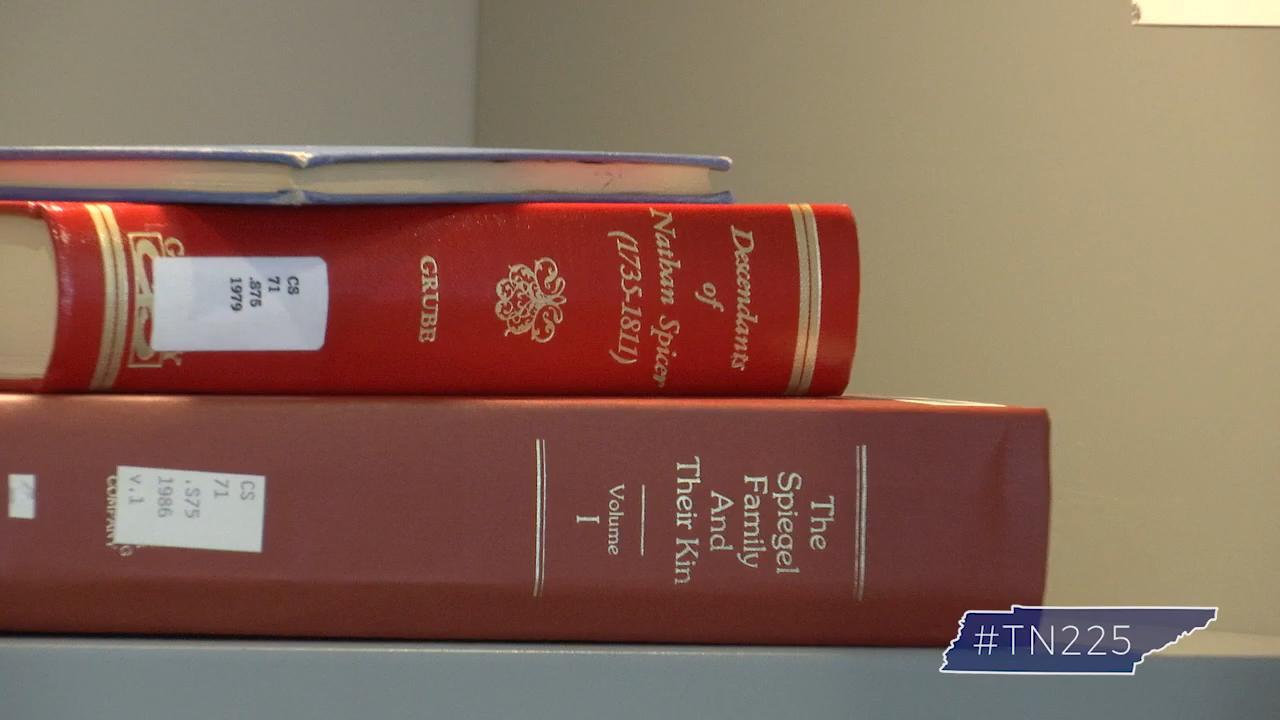 Descendants
of
Nathan Spicer
(1735-1811)
GRUBE
CS
71
.S75
1979
The
Spiegel
Family
And
Their Kin
Volume
I
CS
71
.S75
1986
v.1
#TN225